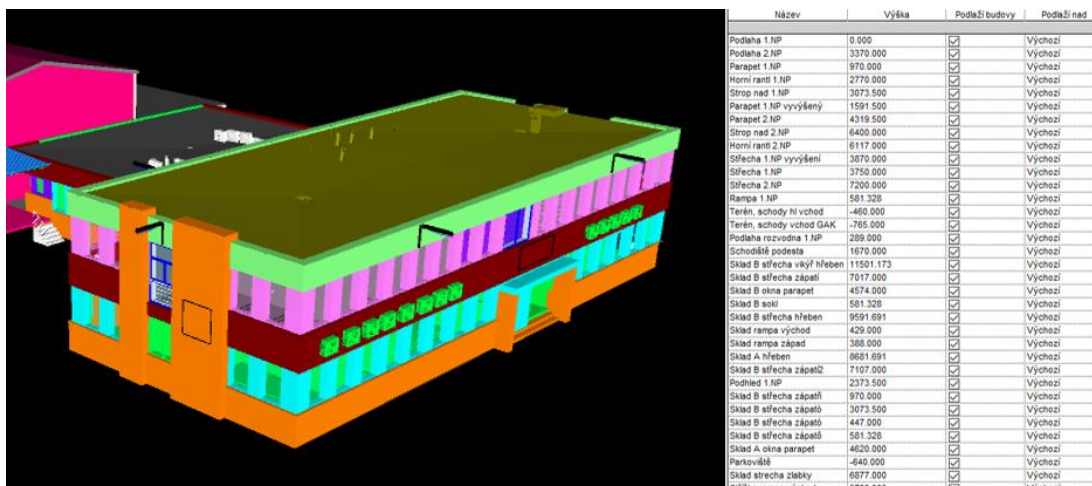 Název Výška Podlaží budovy Podlaží nad
Podlaha 1.NP 0.000 Výchozí
Podlaha 2.NP 3370.000 Výchozí
Parapet 1.NP 970.000 Výchozí
Horní rantl 1.NP 2770.000 Výchozí
Strop nad 1.NP 3073.500 Výchozí
Parapet 1.NP vyvýšený 1591.500 Výchozí
Parapet 2.NP 4319.500 Výchozí
Strop nad 2.NP 6400.000 Výchozí
Horní rantl 2.NP 6117.000 Výchozí
Střecha 1.NP vyvýšení 3870.000 Výchozí
Střecha 1.NP 3750.000 Výchozí
Střecha 2.NP 7200.000 Výchozí
Rampa 1.NP 581.328 Výchozí
Terén, schody hl vchod -460.000 Výchozí
Terén, schody vchod GAK -765.000 Výchozí
Podlaha rozvodna 1.NP 289.000 Výchozí
Schodiště podesta 1670.000 Výchozí
Sklad B střecha vikýř hřeben 11501.173 Výchozí
Sklad B střecha zápatí 7017.000 Výchozí
Sklad B okna parapet 4574.000 Výchozí
Sklad B sokl 581.328 Výchozí
Sklad B střecha hřeben 9591.691 Výchozí
Sklad rampa východ 429.000 Výchozí
Sklad rampa západ 388.000 Výchozí
Sklad A hřeben 8681.691 Výchozí
Sklad B střecha zápatí2 7107.000 Výchozí
Podhled 1.NP 2373.500 Výchozí
Sklad B střecha 970.000 Výchozí
Sklad B střecha 3073.500 Výchozí
Sklad B střecha 447.000 Výchozí
Sklad B střecha 581.328 Výchozí
Sklad A okna parapet 4620.000 Výchozí
Parkoviště -640.000 Výchozí
Sklad strecha zlabky 6877.000 Výchozí